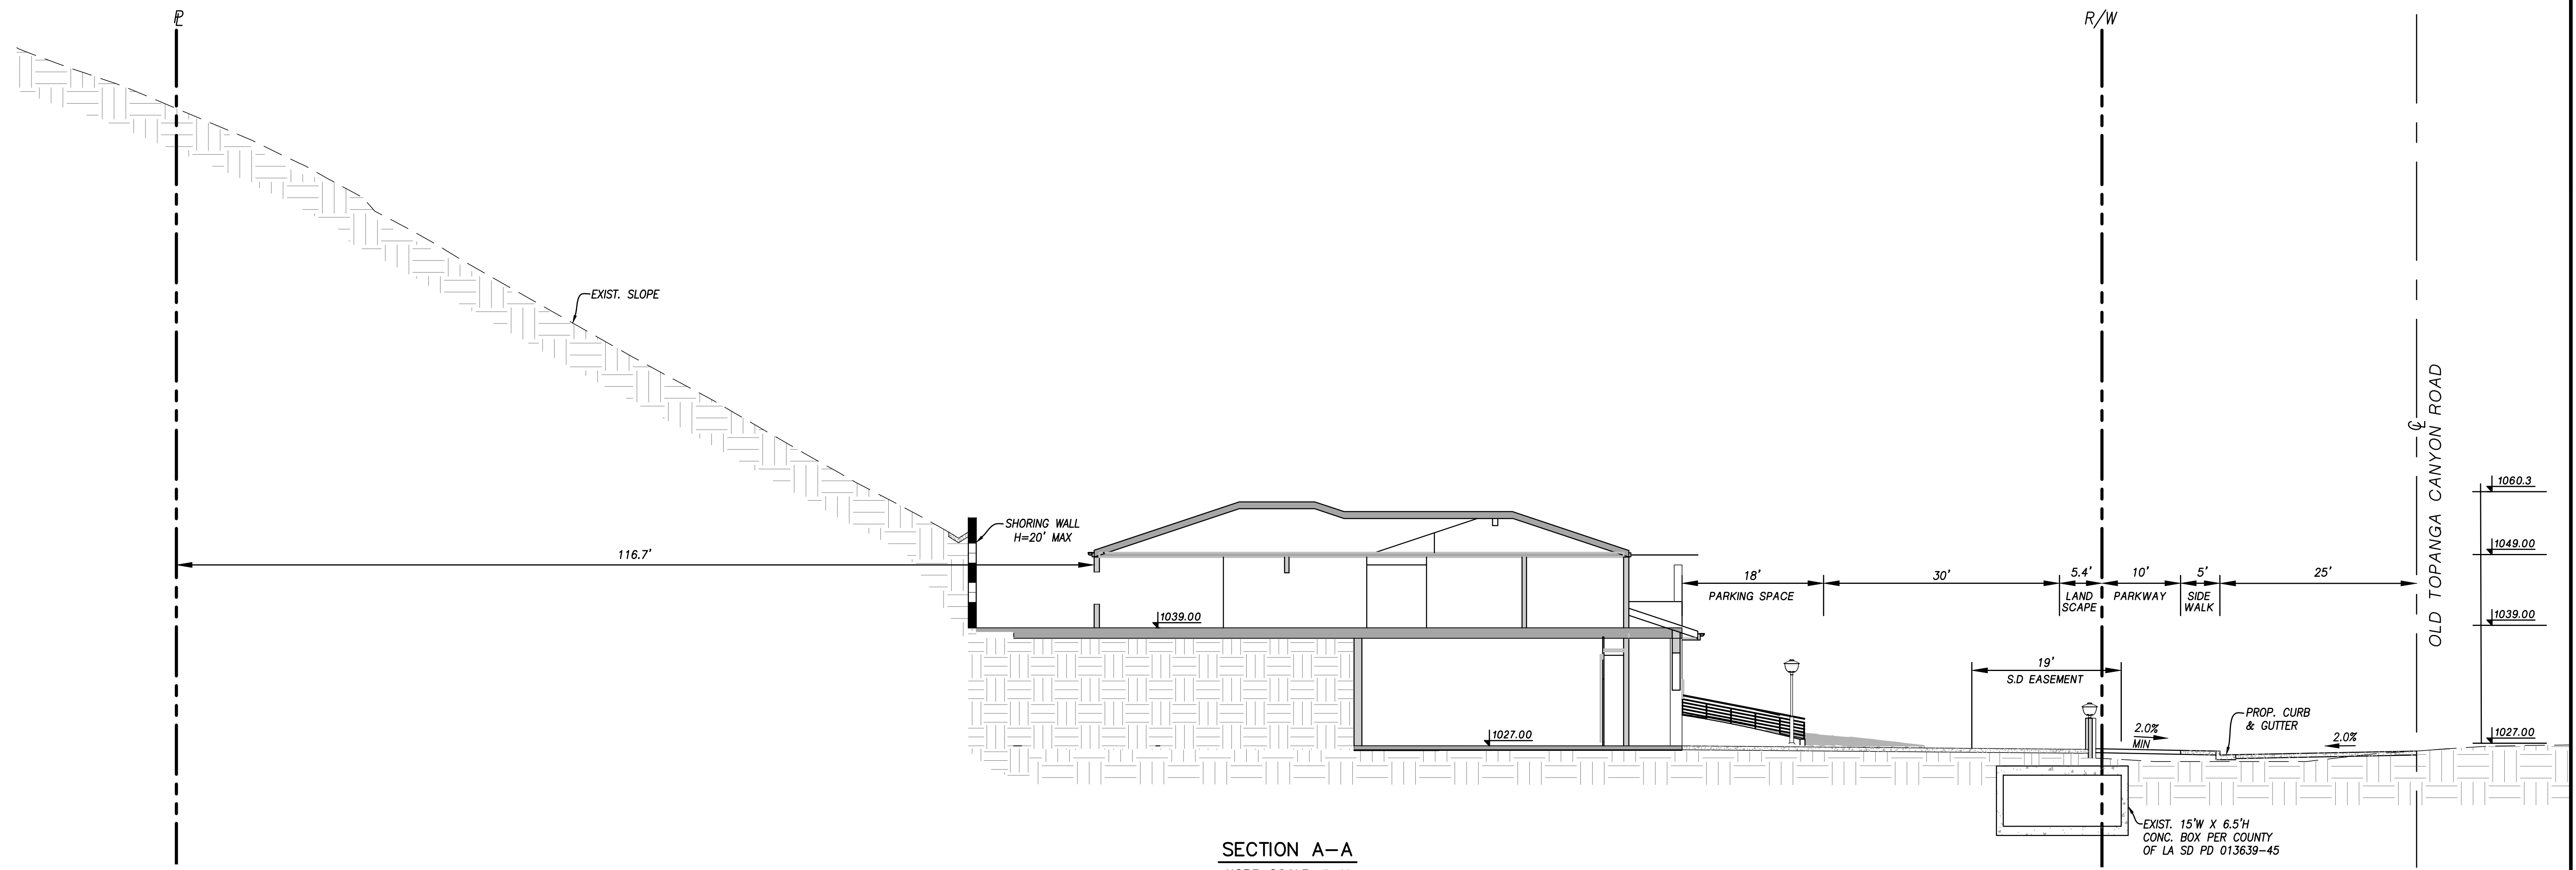 PL
R/W
EXIST. SLOPE
SHORING WALL
H=20' MAX
116.7'
1039.00
1027.00
18'
PARKING SPACE
30'
5.4'
LAND
SCAPE
10'
PARKWAY
5'
SIDE
WALK
25'
19'
S.D EASEMENT
2.0%
MIN
PROP. CURB
& GUTTER
2.0%
CL
OLD TOPANGA CANYON ROAD
1060.3
1049.00
1039.00
1027.00
EXIST. 15'W X 6.5'H
CONC. BOX PER COUNTY
OF LA SD PD 013639-45
SECTION A-A